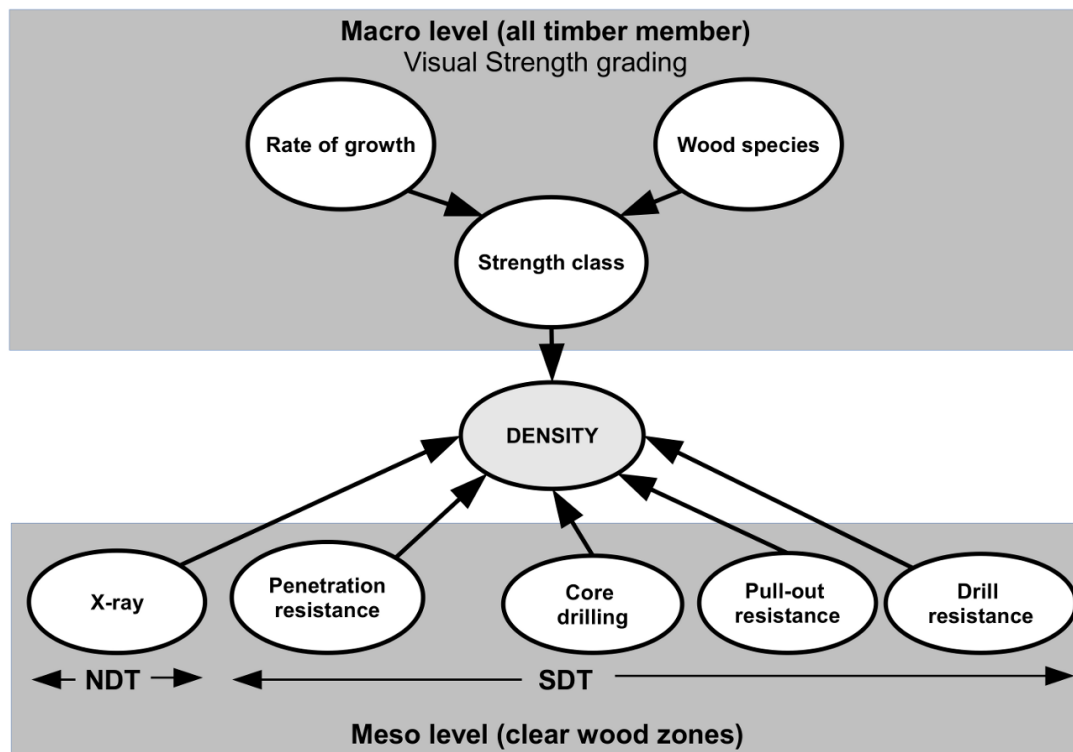 Macro level (all timber member)
Visual Strength grading
Rate of growth
Wood species
Strength class
DENSITY
X-ray
Penetration
resistance
Core
drilling
Pull-out
resistance
Drill
resistance
NDT
SDT
Meso level (clear wood zones)